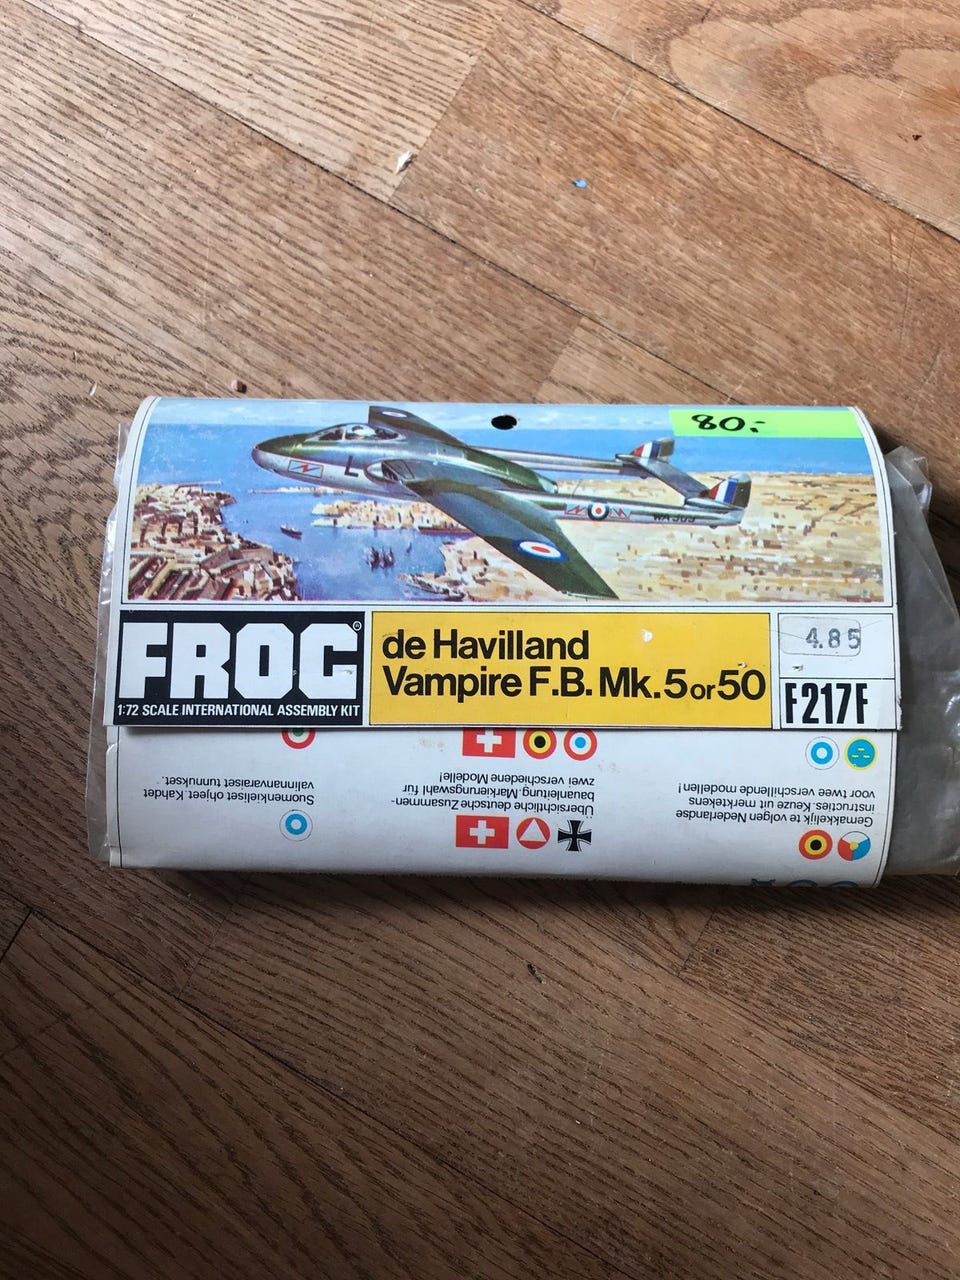 80:-
L
WA 305
FROG®
1:72 SCALE INTERNATIONAL ASSEMBLY KIT
de Havilland
Vampire F.B. Mk.5 or 50
4.85
F217F
Gemakkelijk te volgen Nederlandse
instructies. Keuze uit merktekens
voor twee verschillende modellen!
Übersichtliche deutsche Zusammen-
bauanleitung. Markierungswahl für
zwei verschiedene Modelle!
Suomenkieliset ohjeet. Kahdet
valinnanvaraiset tunnukset.